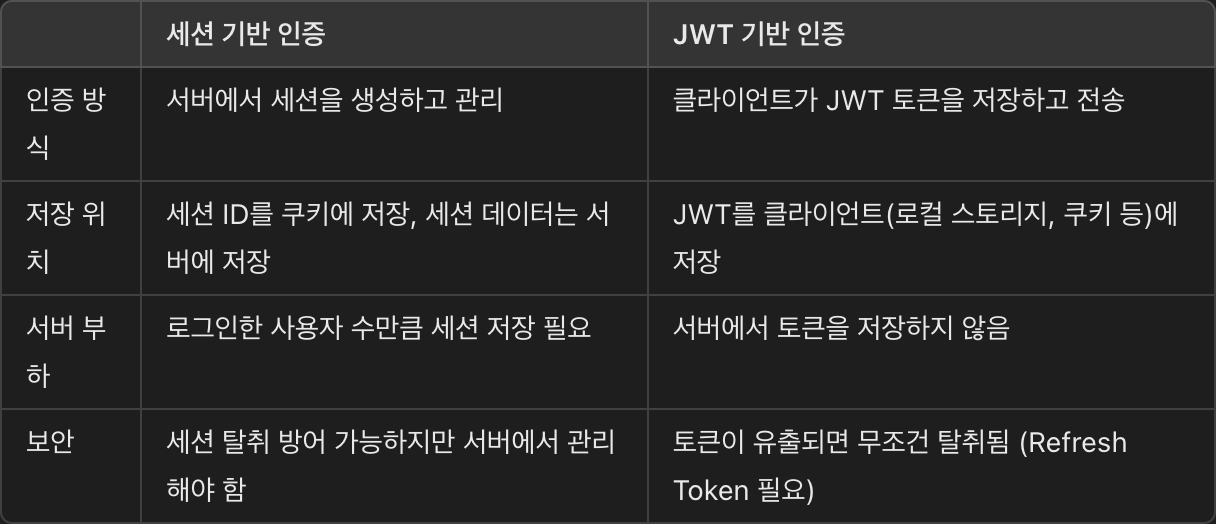 세션 기반 인증
JWT 기반 인증
인증 방
식
서버에서 세션을 생성하고 관리
클라이언트가 JWT 토큰을 저장하고 전송
저장 위
치
세션 ID를 쿠키에 저장, 세션 데이터는 서
버에 저장
JWT를 클라이언트(로컬 스토리지, 쿠키 등)에
저장
서버 부
하
로그인한 사용자 수만큼 세션 저장 필요
서버에서 토큰을 저장하지 않음
보안
세션 탈취 방어 가능하지만 서버에서 관리
해야 함
토큰이 유출되면 무조건 탈취됨 (Refresh
Token 필요)